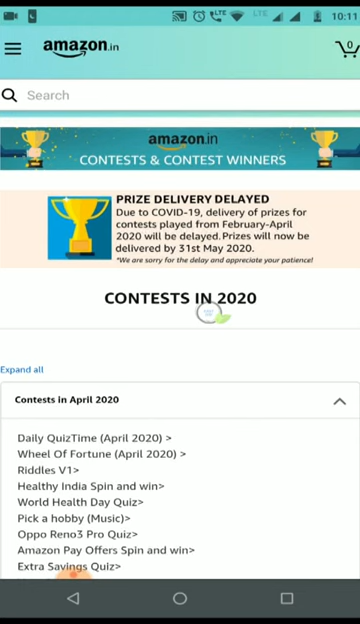 LTE LTE 10:11
amazon.in 0
Search
amazon.in
CONTESTS & CONTEST WINNERS
PRIZE DELIVERY DELAYED
Due to COVID-19, delivery of prizes for
contests played from February-April
2020 will be delayed.Prizes will now be
delivered by 31st May 2020.
*We are sorry for the delay and appreciate your patience!
CONTESTS IN 2020
Expand all
Contests in April 2020
Daily QuizTime (April 2020) >
Wheel Of Fortune (April 2020) >
Riddles V1>
Healthy India Spin and win>
World Health Day Quiz>
Pick a hobby (Music)>
Oppo Reno3 Pro Quiz>
Amazon Pay Offers Spin and win>
Extra Savings Quiz>